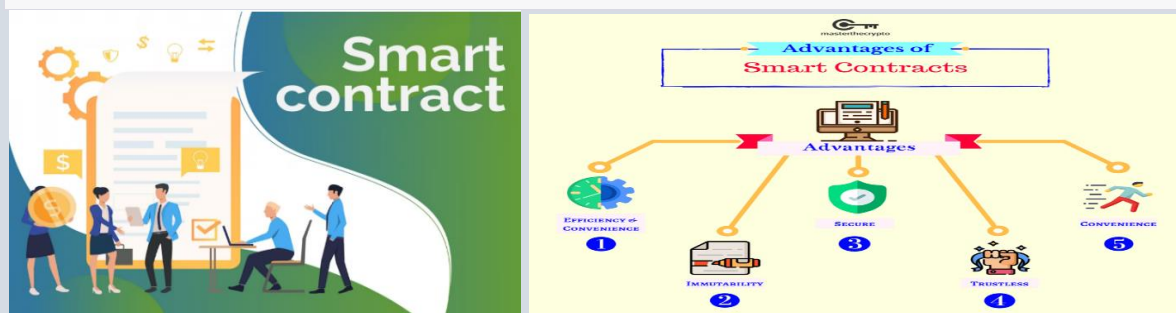 Smart
contract
$
$
$
masterthecrypto
Advantages of
Smart Contracts
Advantages
EFFICIENCY &
CONVENIENCE
1
IMMUTABILITY
2
SECURE
3
TRUSTLESS
4
CONVENIENCE
5